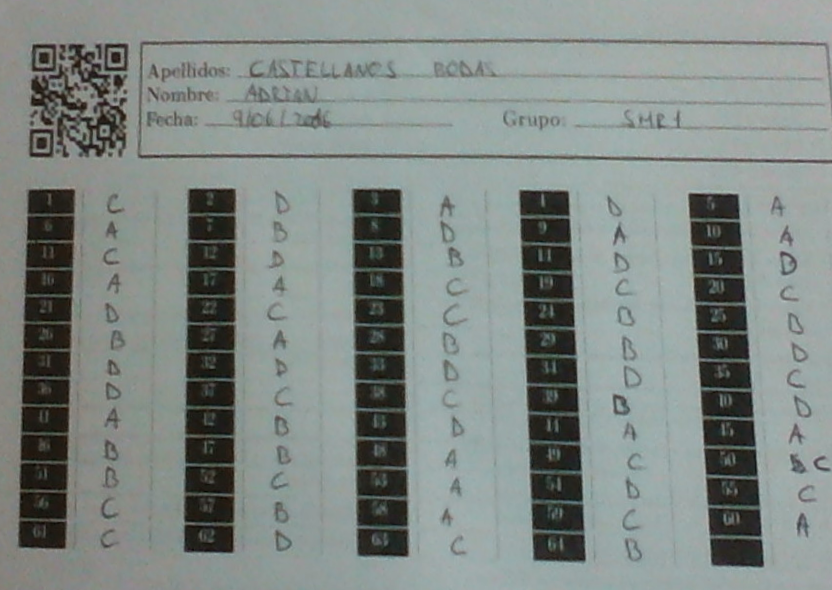 Apellidos: CASTELLANOS BODAS
Nombre: ADRIAN
Fecha: 9/06/2016 Grupo: SMR1
1 C 2 D 3 A 4 D 5 A
6 A 7 B 8 D 9 A 10 A
11 C 12 D 13 B 14 D 15 D
16 A 17 A 18 C 19 C 20 C
21 D 22 C 23 C 24 B 25 B
26 B 27 A 28 B 29 B 30 D
31 D 32 D 33 D 34 D 35 C
36 D 37 C 38 C 39 B 40 D
41 A 42 B 43 D 44 A 45 A
46 B 47 B 48 A 49 C 50 C
51 B 52 C 53 A 54 D 55 C
56 C 57 B 58 A 59 C 60 A
61 C 62 D 63 C 64 B